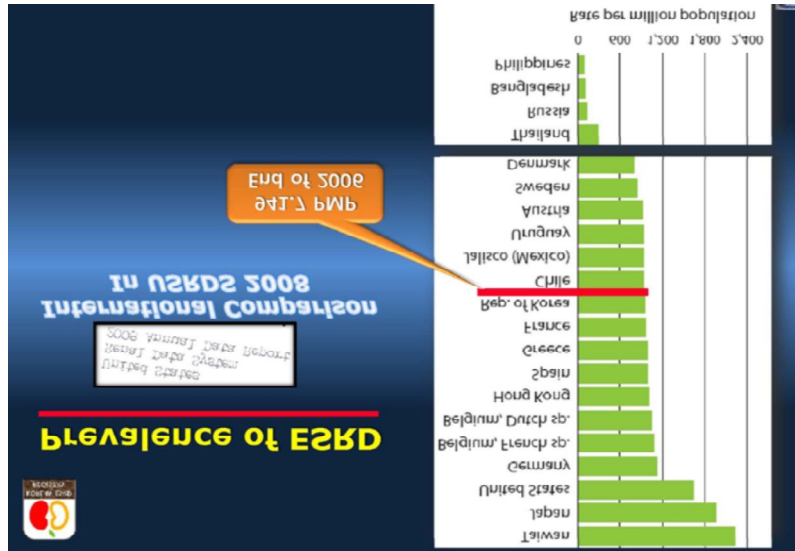 Prevalence of ESRD
United States
Renal Data System
2009 Annual Data Report
International Comparison
In USRDS 2008
941.7 PMP
End of 2006
Taiwan
Japan
United States
Germany
Belgium, French sp.
Belgium, Dutch sp.
Hong Kong
Spain
Greece
France
Rep. of Korea
Chile
Jalisco (Mexico)
Uruguay
Austria
Sweden
Denmark
Thailand
Russia
Bangladesh
Philippines
0 600 1,200 1,800 2,400
Rate per million population